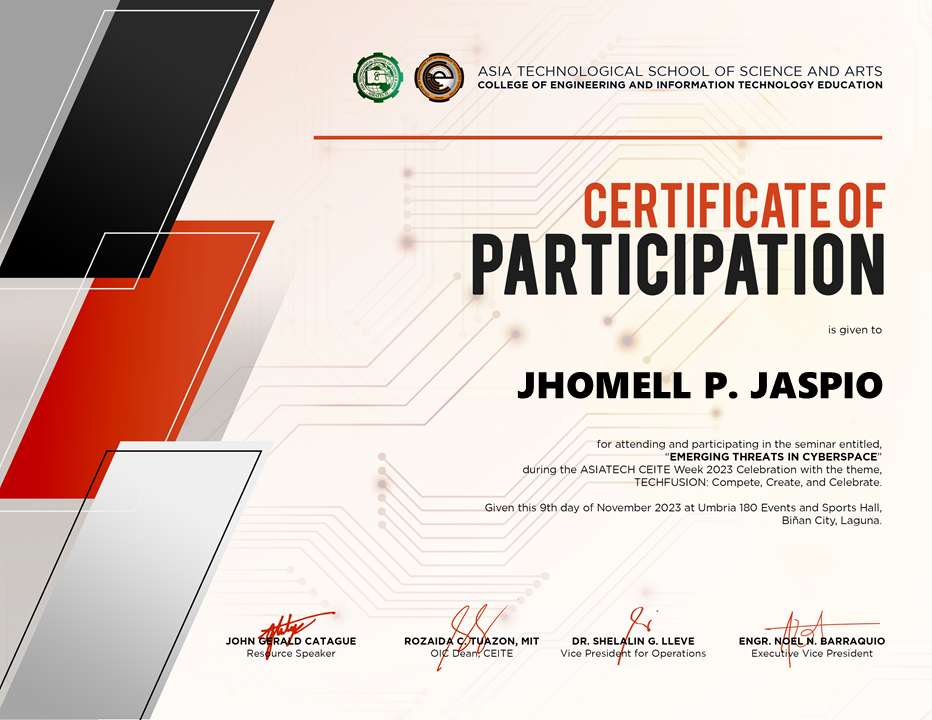 ASIA TECHNOLOGICAL SCHOOL OF SCIENCE AND ARTS
COLLEGE OF ENGINEERING AND INFORMATION TECHNOLOGY EDUCATION
CERTIFICATE OF
PARTICIPATION
is given to
JHOMELL P. JASPIO
for attending and participating in the seminar entitled,
“EMERGING THREATS IN CYBERSPACE”
during the ASIATECH CEITE Week 2023 Celebration with the theme,
TECHFUSION: Compete, Create, and Celebrate.
Given this 9th day of November 2023 at Umbria 180 Events and Sports Hall,
Biñan City, Laguna.
JOHN GERALD CATAGUE
Resource Speaker
ROZAIDA C. TUAZON, MIT
OIC Dean, CEITE
DR. SHELALIN G. LLEVE
Vice President for Operations
ENGR. NOEL N. BARRAQUIO
Executive Vice President